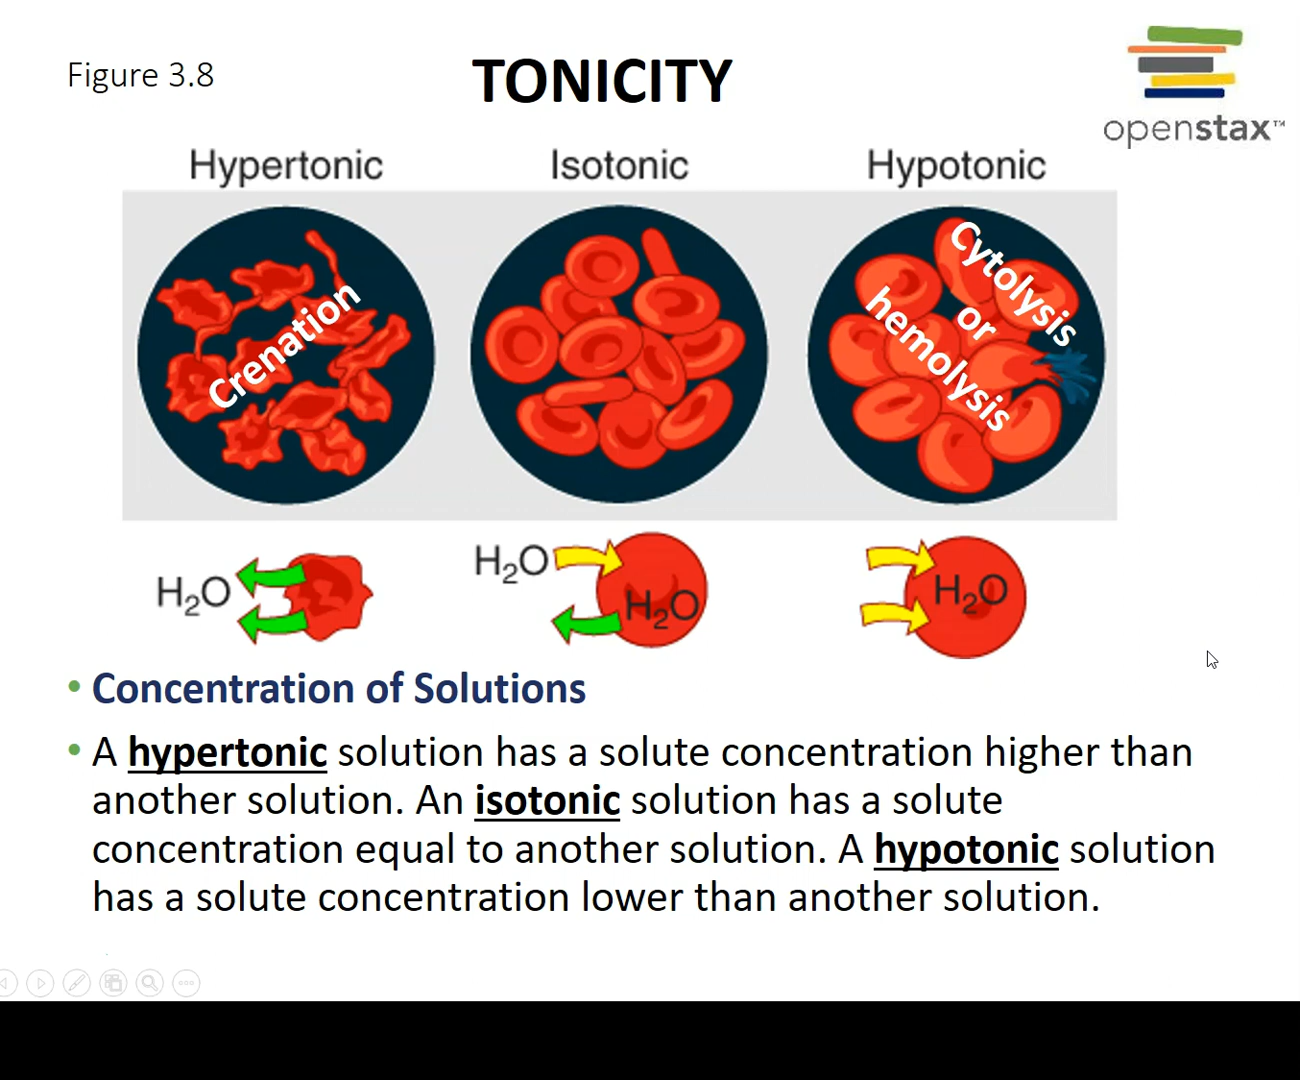 Figure 3.8
TONICITY
openstax™
Hypertonic
Isotonic
Hypotonic
Crenation
Cytolysis
or
hemolysis
H₂O
H₂O
H₂O
H₂O
• Concentration of Solutions
• A hypertonic solution has a solute concentration higher than
another solution. An isotonic solution has a solute
concentration equal to another solution. A hypotonic solution
has a solute concentration lower than another solution.